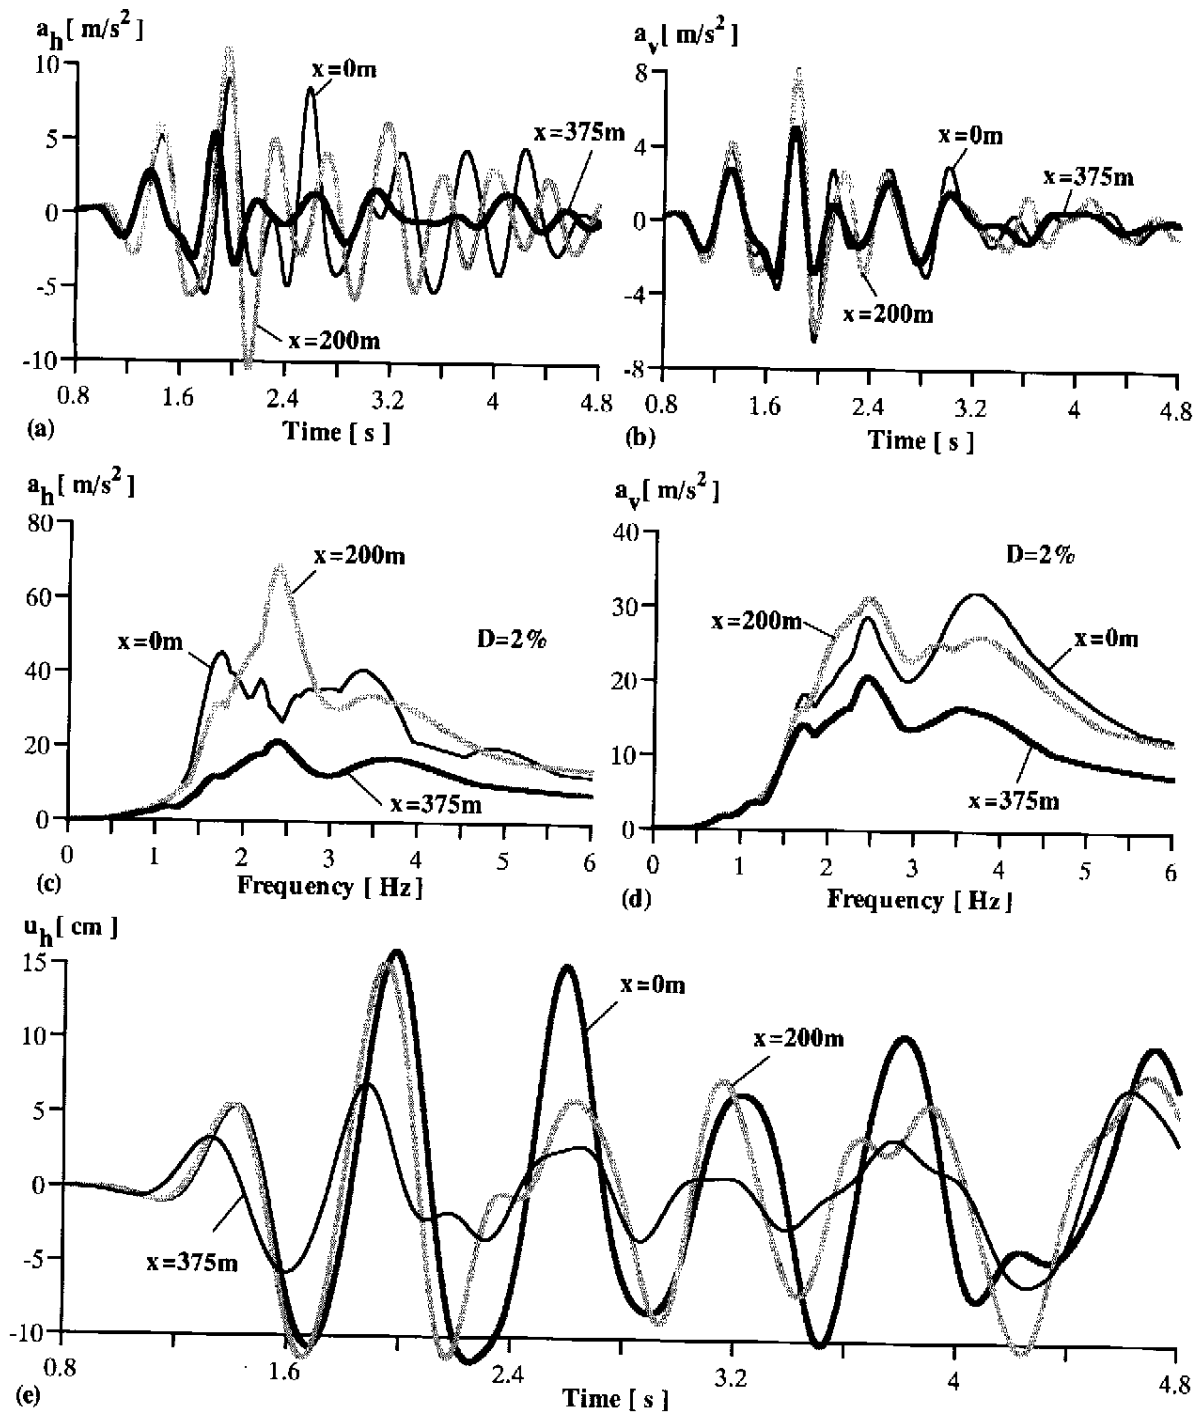 a_h [ m/s^2 ]
10
5
0
-5
-10
x=0m
x=375m
x=200m
0.8 1.6 2.4 3.2 4 4.8
(a) Time [ s ]
a_v [ m/s^2 ]
8
4
0
-4
-8
x=0m
x=375m
x=200m
0.8 1.6 2.4 3.2 4 4.8
(b) Time [ s ]
a_h [ m/s^2 ]
80
60
40
20
0
x=200m
x=0m
D=2%
x=375m
0 1 2 3 4 5 6
(c) Frequency [ Hz ]
a_v [ m/s^2 ]
40
30
20
10
0
D=2%
x=200m
x=0m
x=375m
0 1 2 3 4 5 6
(d) Frequency [ Hz ]
u_h [ cm ]
15
10
5
0
-5
-10
x=0m
x=200m
x=375m
0.8 1.6 2.4 3.2 4 4.8
(e) Time [ s ]